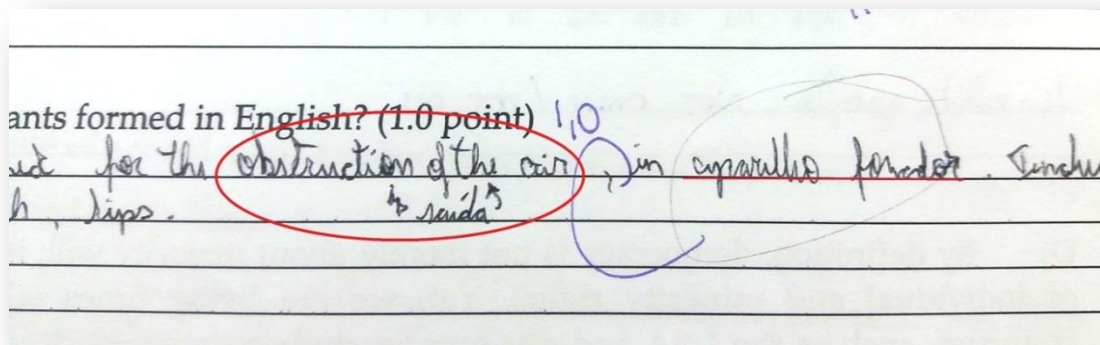 ants formed in English? (1.0 point) 1,0
for the obstruction of the air, in aparelho fonador. Inclu
h, lips.
saída